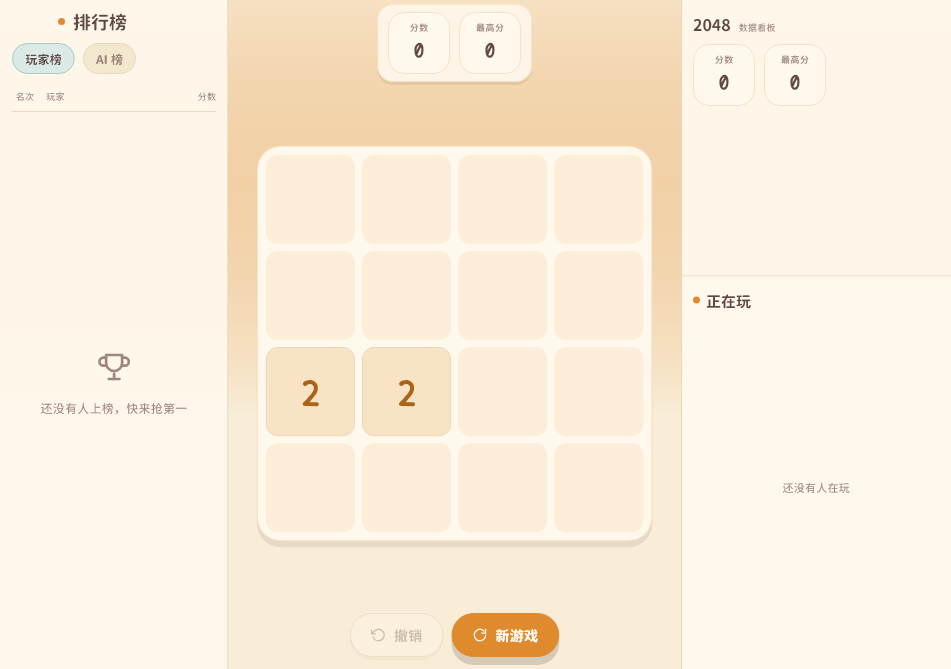 排行榜
玩家榜 AI 榜
名次 玩家 分数
还没有人上榜，快来抢第一
分数 最高分
0 0
2 2
撤销 新游戏
2048 数据看板
分数 最高分
0 0
正在玩
还没有人在玩